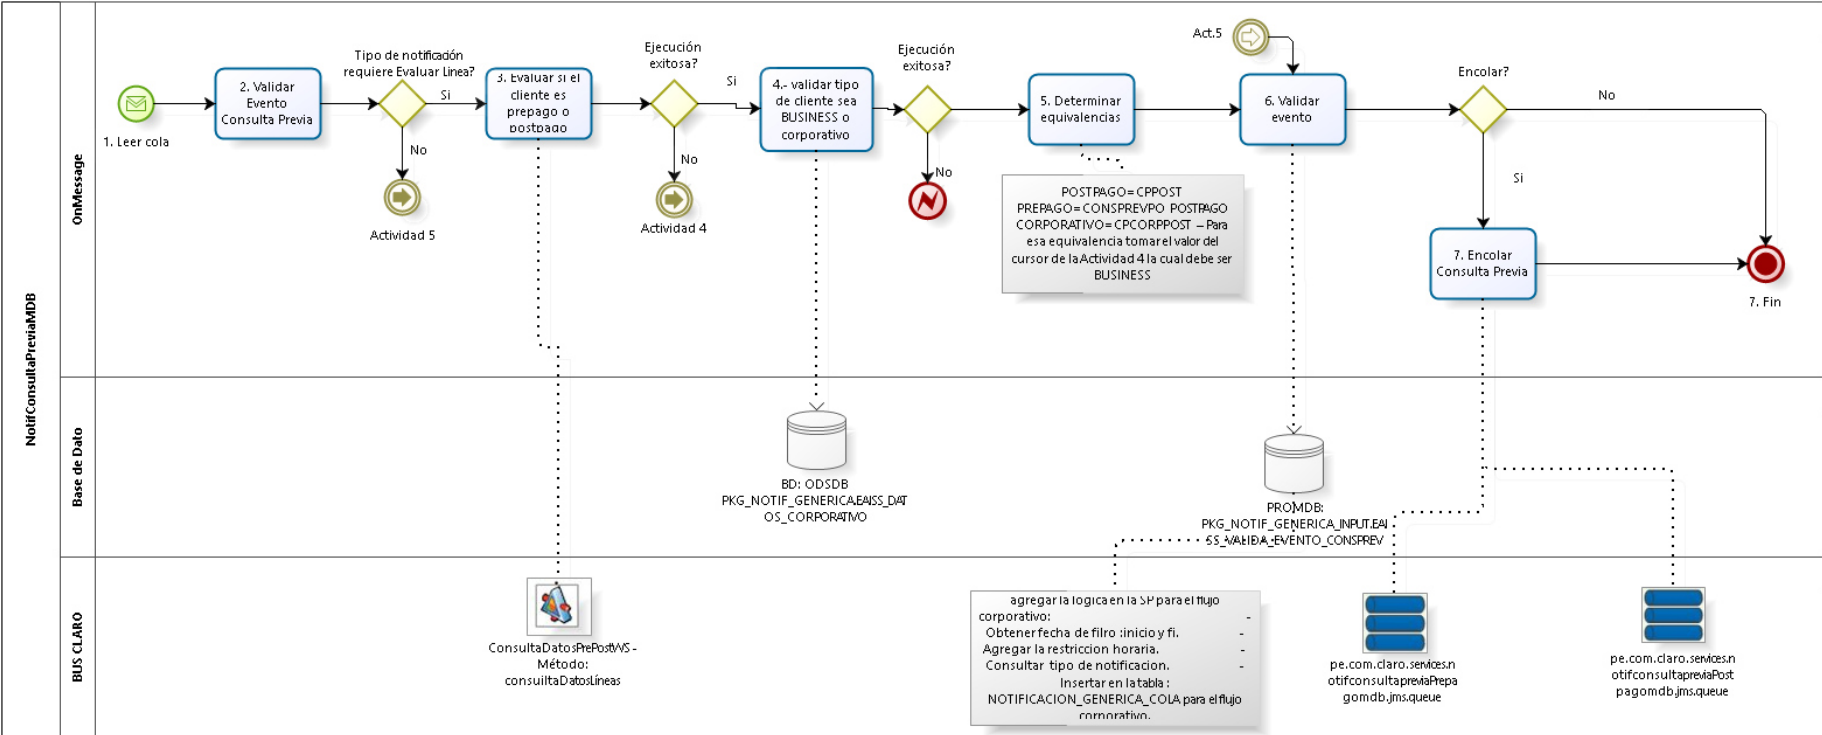 NotifConsultaPreviaMDB
OnMessage
1. Leer cola
2. Validar
Evento
Consulta Previa
Tipo de notificación
requiere Evaluar Linea?
Si
No
Actividad 5
3. Evaluar si el
cliente es
prepago o
postpago
Ejecución
exitosa?
Si
No
Actividad 4
4.- validar tipo
de cliente sea
BUSINESS o
corporativo
Ejecución
exitosa?
No
5. Determinar
equivalencias
POSTPAGO= CPPOST
PREPAGO= CONSPREVPO POSTPAGO
CORPORATIVO= CPCORPPOST – Para
esa equivalencia tomar el valor del
cursor de la Actividad 4 la cual debe ser
BUSINESS
Act.5
6. Validar
evento
Encolar?
No
Si
7. Encolar
Consulta Previa
7. Fin
Base de Dato
BD: ODSDB
PKG_NOTIF_GENERICA.EAISS_DAT
OS_CORPORATIVO
PROMDB:
PKG_NOTIF_GENERICA_INPUT.EAI
SS_VALIDA_EVENTO_CONSPREV
BUS CLARO
ConsultaDatosPrePostWS -
Método:
consuiltaDatosLíneas
agregar la logica en la SP para el flujo
corporativo: -
Obtener fecha de filro :inicio y fi. -
Agregar la restriccion horaria. -
Consultar tipo de notificacion. -
Insertar en la tabla :
NOTIFICACION_GENERICA_COLA para el flujo
corporativo.
pe.com.claro.services.n
otifconsultapreviaPrepa
gomdb.jms.queue
pe.com.claro.services.n
otifconsultapreviaPost
pagomdb.jms.queue